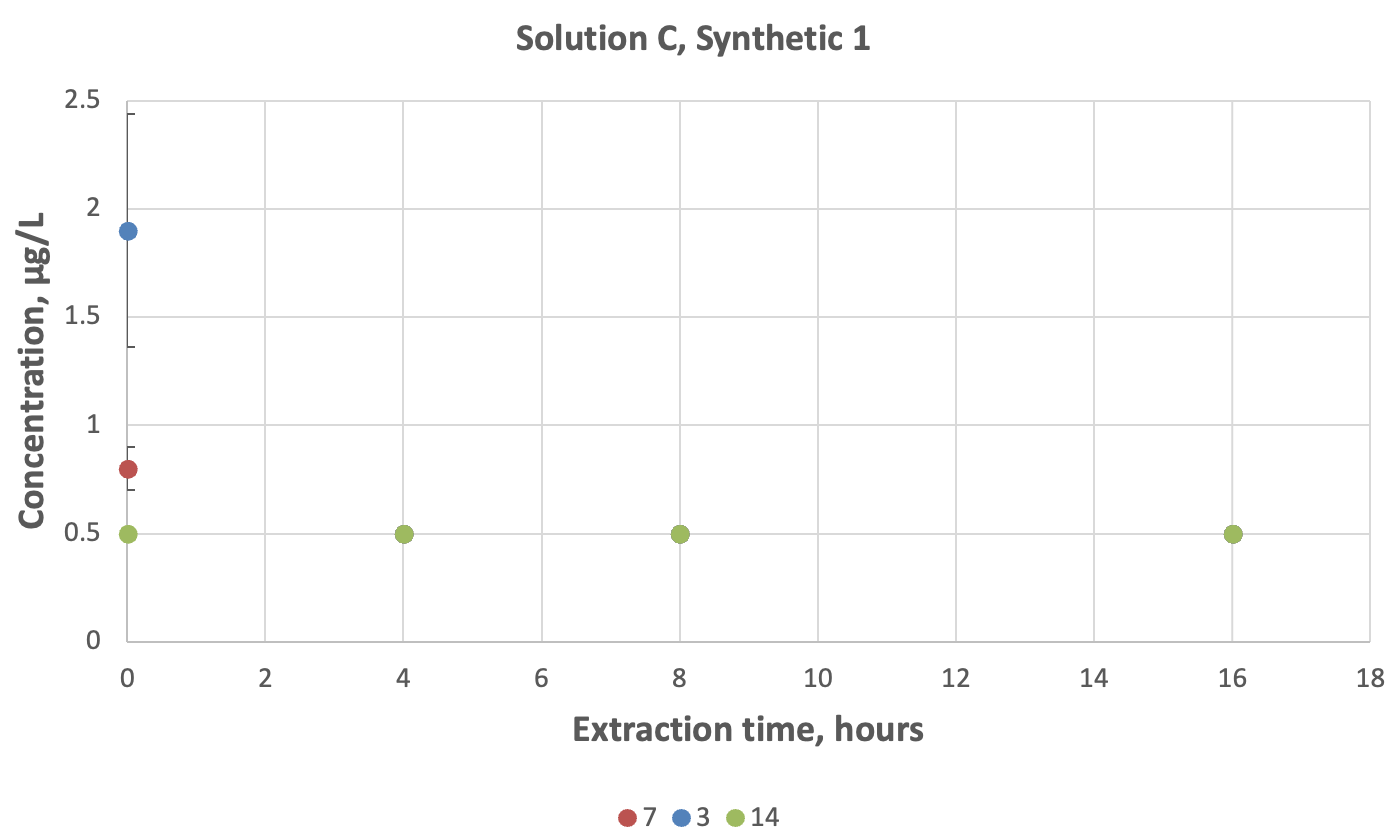 Solution C, Synthetic 1
2.5
2
1.5
1
0.5
0
Concentration, µg/L
0 2 4 6 8 10 12 14 16 18
Extraction time, hours
7 3 14